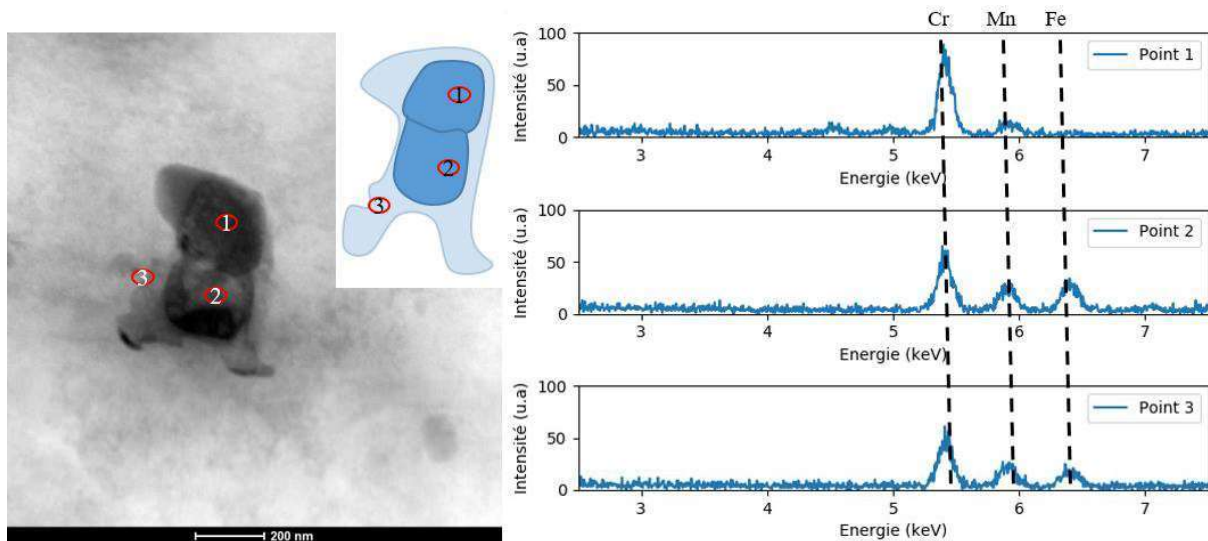 1
2
3
1
2
3
200 nm
Cr Mn Fe
Intensité (u.a)
100
50
0
Point 1
3 4 5 6 7
Energie (keV)
Intensité (u.a)
100
50
0
Point 2
3 4 5 6 7
Energie (keV)
Intensité (u.a)
100
50
0
Point 3
3 4 5 6 7
Energie (keV)